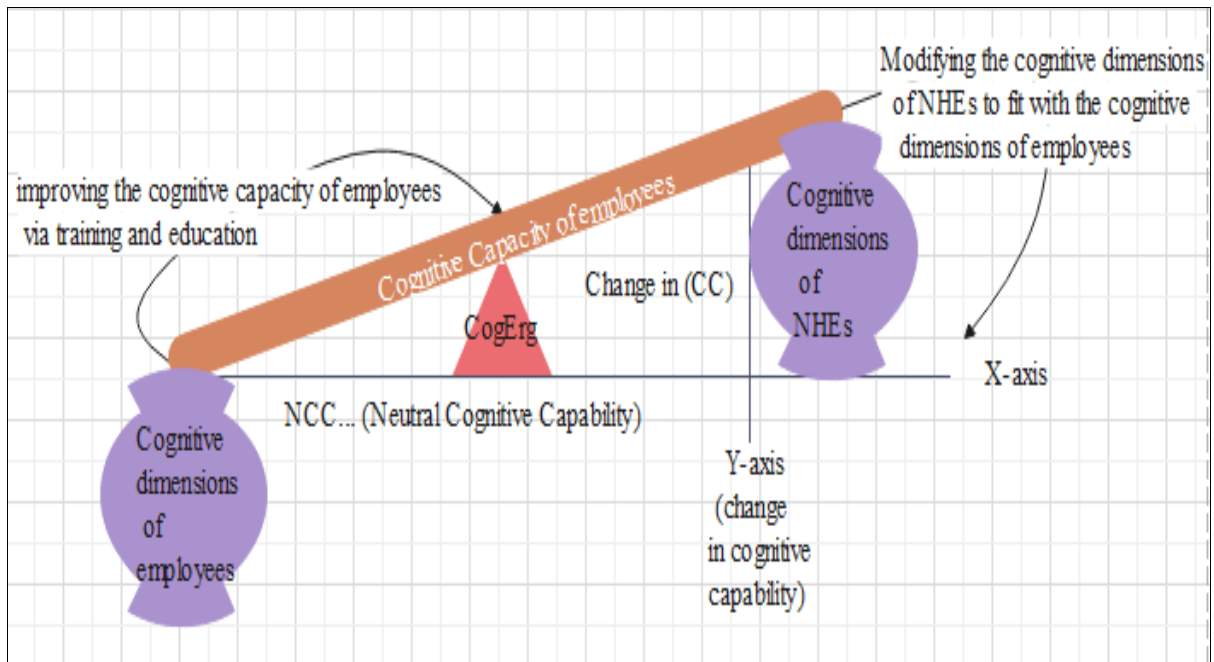 Modifying the cognitive dimensions
of NHEs to fit with the cognitive
dimensions of employees
improving the cognitive capacity of employees
via training and education
Cognitive Capacity of employees
Cognitive
dimensions
of
NHEs
Change in (CC)
CogErg
X-axis
NCC... (Neutral Cognitive Capability)
Cognitive
dimensions
of
employees
Y-axis
(change
in cognitive
capability)